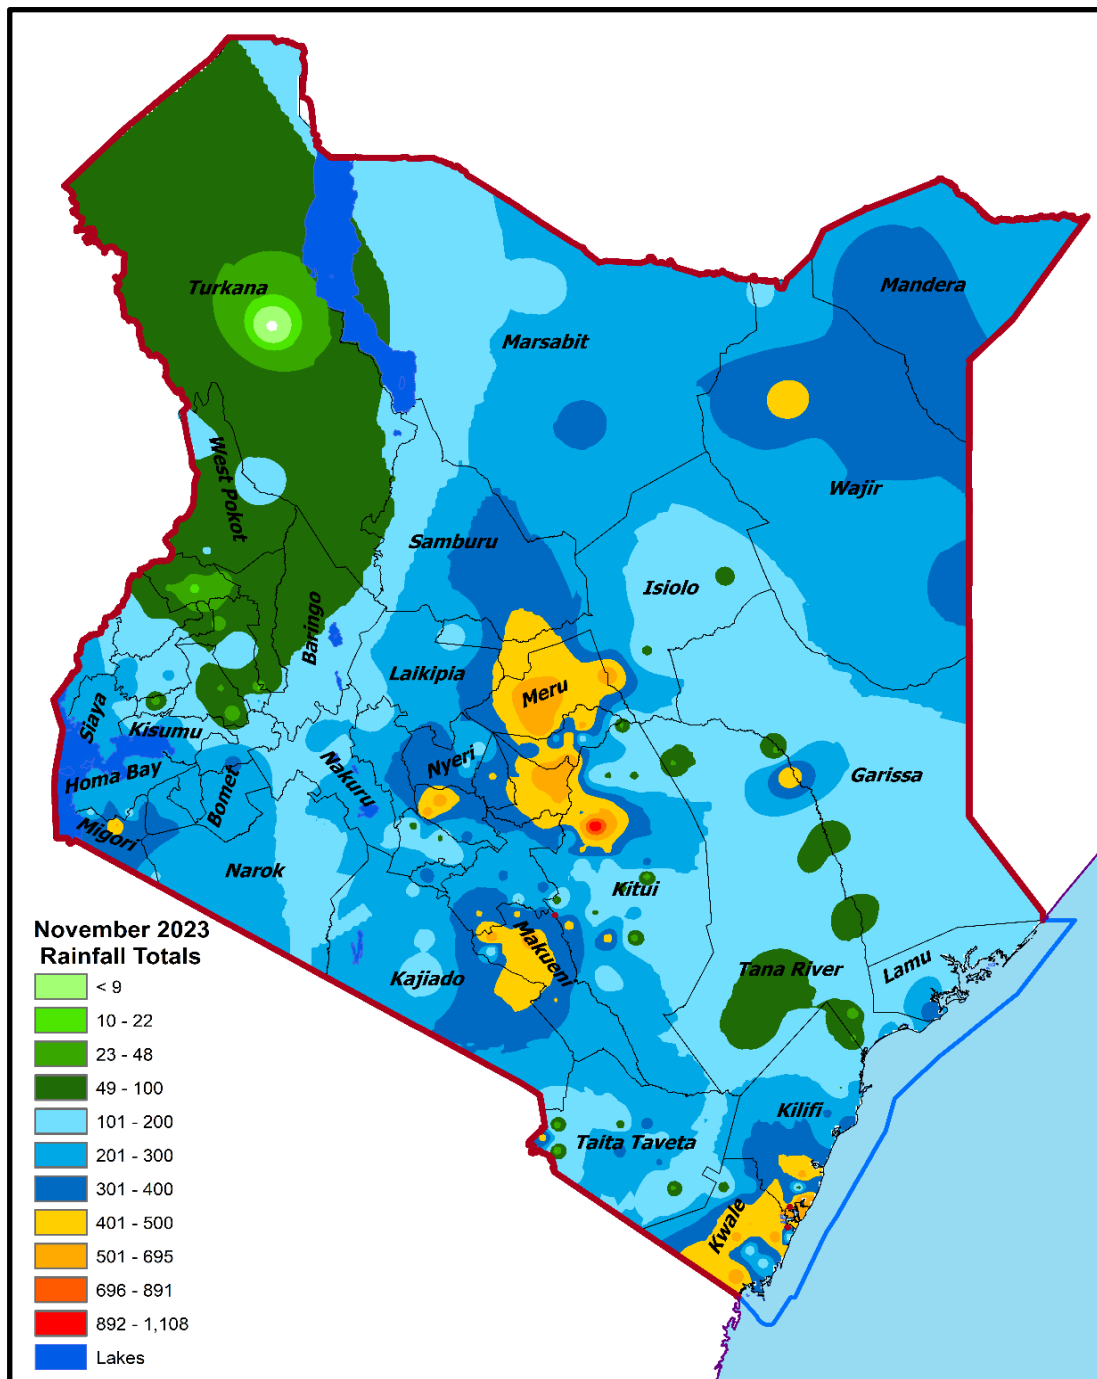 Turkana
Mandera
Marsabit
West Pokot
Wajir
Samburu
Isiolo
Baringo
Laikipia
Meru
Siaya
Kisumu
Nyeri
Nakuru
Garissa
Homa Bay
Bomet
Migori
Narok
Kitui
Makueni
Kajiado
Tana River
Lamu
Kilifi
Taita Taveta
Kwale
November 2023
Rainfall Totals
< 9
10 - 22
23 - 48
49 - 100
101 - 200
201 - 300
301 - 400
401 - 500
501 - 695
696 - 891
892 - 1,108
Lakes